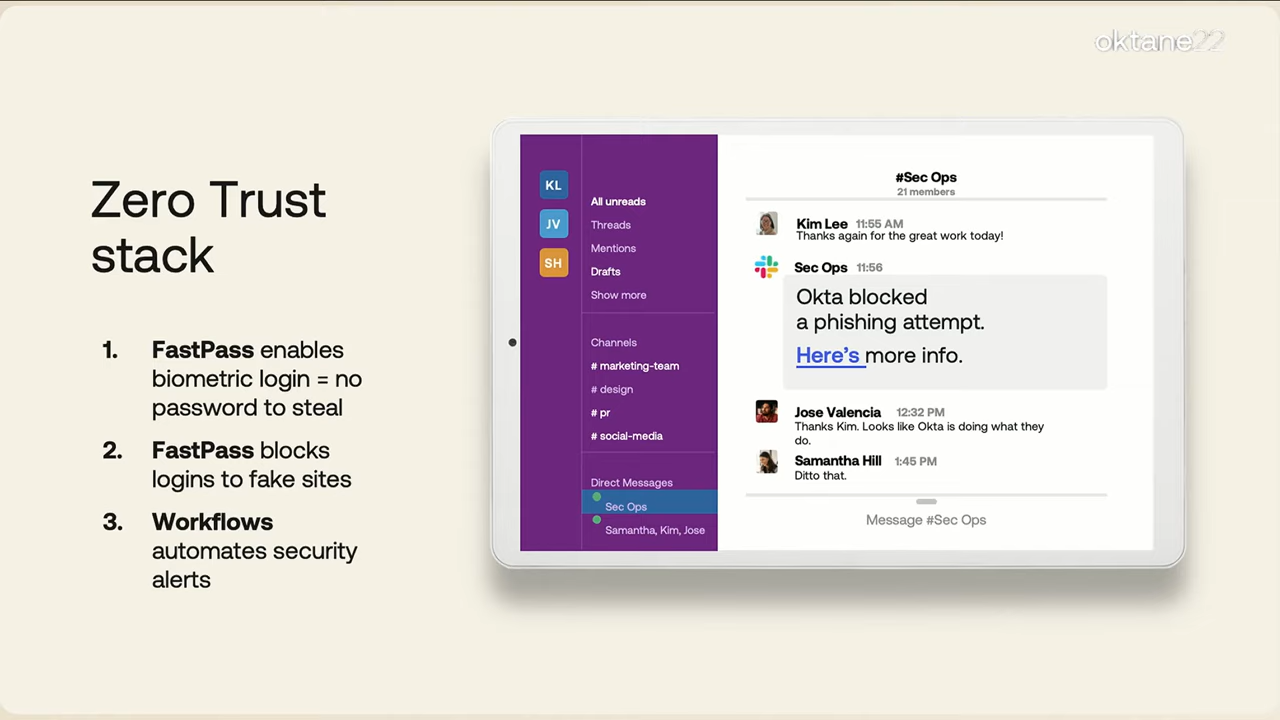 oktane22
Zero Trust
stack
1. FastPass enables
biometric login = no
password to steal
2. FastPass blocks
logins to fake sites
3. Workflows
automates security
alerts
KL
JV
SH
All unreads
Threads
Mentions
Drafts
Show more
Channels
# marketing-team
# design
# pr
# social-media
Direct Messages
Sec Ops
Samantha, Kim, Jose
#Sec Ops
21 members
Kim Lee 11:55 AM
Thanks again for the great work today!
Sec Ops 11:56
Okta blocked
a phishing attempt.
Here's more info.
Jose Valencia 12:32 PM
Thanks Kim. Looks like Okta is doing what they
do.
Samantha Hill 1:45 PM
Ditto that.
Message #Sec Ops